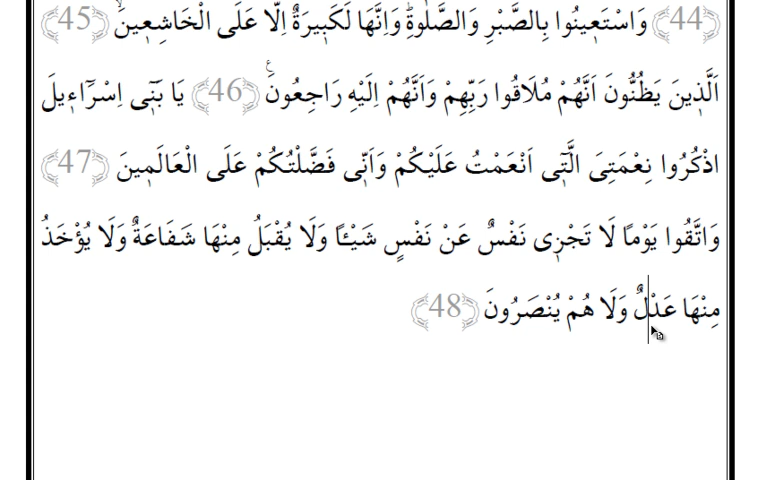 ﴿44﴾ وَاسْتَعٖينُوا بِالصَّبْرِ وَالصَّلٰوةِؕ وَاِنَّهَا لَكَبٖيرَةٌ اِلَّا عَلَى الْخَاشِعٖينَۙ ﴿45﴾
اَلَّذٖينَ يَظُنُّونَ اَنَّهُمْ مُلَاقُوا رَبِّهِمْ وَاَنَّهُمْ اِلَيْهِ رَاجِعُونَࣖ ﴿46﴾ يَا بَنٖٓى اِسْرَٓاءٖيلَ
اذْكُرُوا نِعْمَتِىَ الَّتٖٓى اَنْعَمْتُ عَلَيْكُمْ وَاَنّٖى فَضَّلْتُكُمْ عَلَى الْعَالَمٖينَ ﴿47﴾
وَاتَّقُوا يَوْمًا لَا تَجْزٖى نَفْسٌ عَنْ نَفْسٍ شَيْـًٔا وَلَا يُقْبَلُ مِنْهَا شَفَاعَةٌ وَلَا يُؤْخَذُ
مِنْهَا عَدْلٌ وَلَا هُمْ يُنْصَرُونَ ﴿48﴾